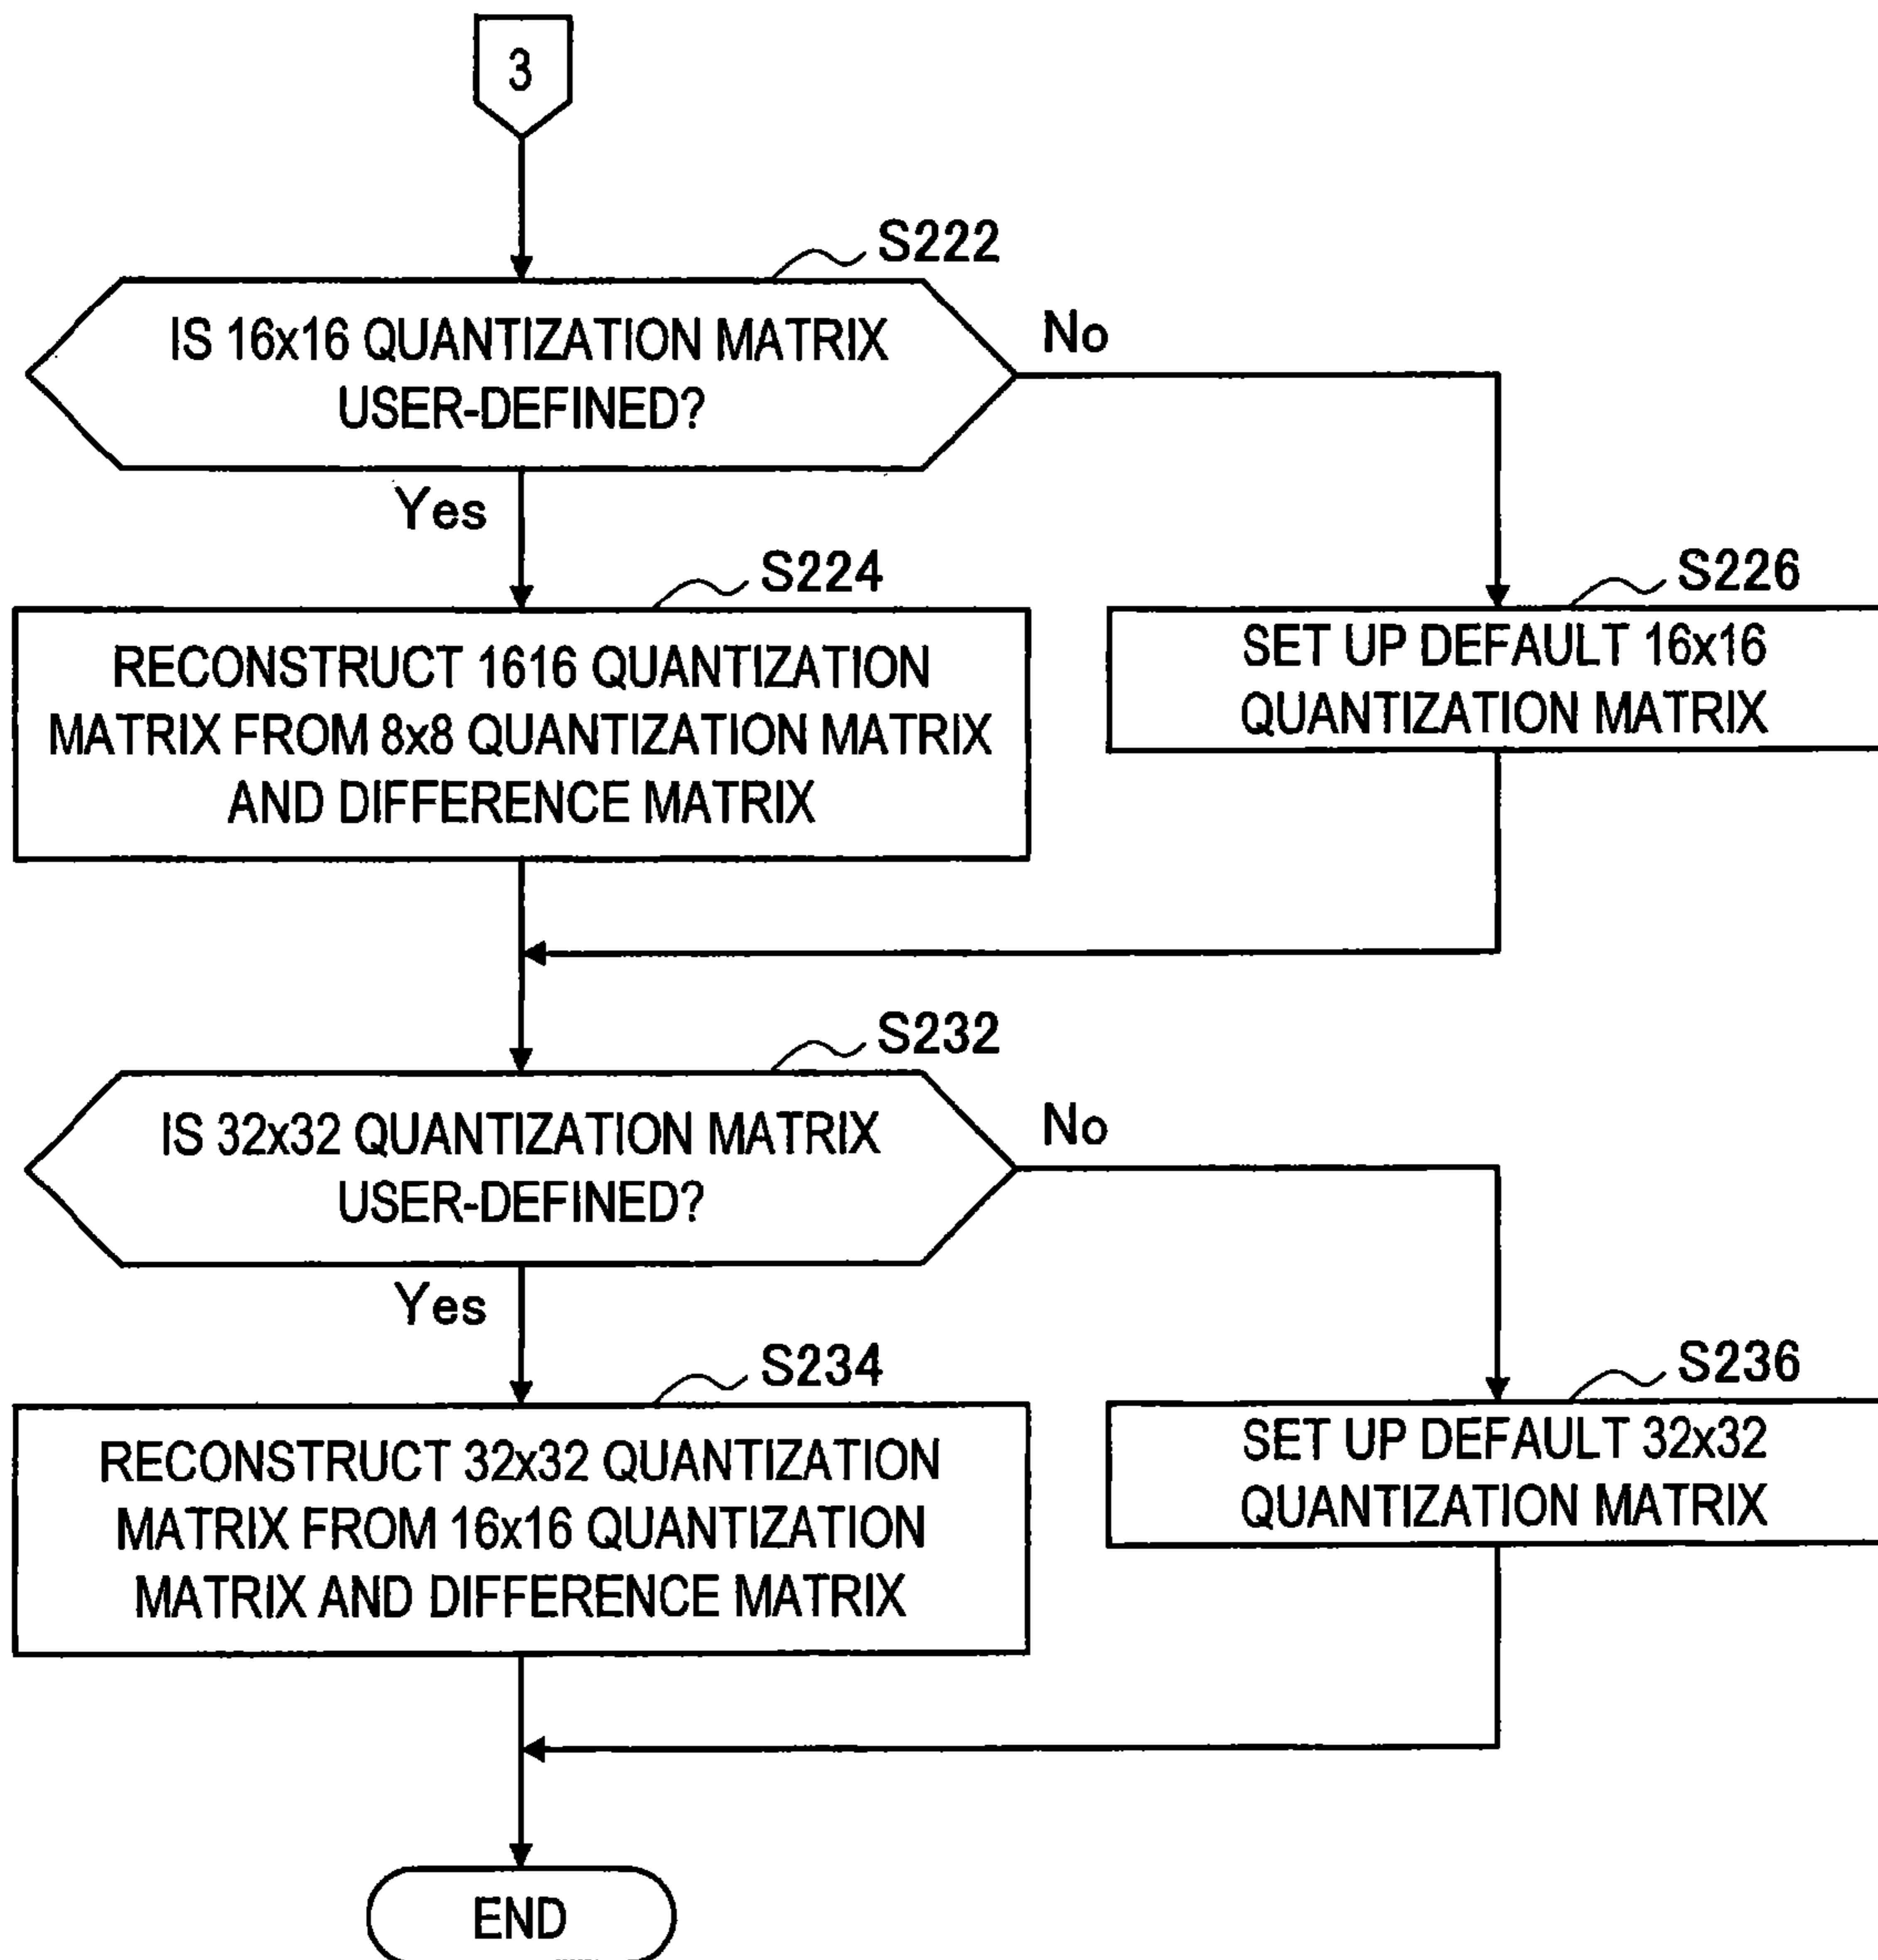 3
S222
IS 16x16 QUANTIZATION MATRIX
USER-DEFINED?
No
Yes
S224
RECONSTRUCT 1616 QUANTIZATION
MATRIX FROM 8x8 QUANTIZATION MATRIX
AND DIFFERENCE MATRIX
S226
SET UP DEFAULT 16x16
QUANTIZATION MATRIX
S232
IS 32x32 QUANTIZATION MATRIX
USER-DEFINED?
No
Yes
S234
RECONSTRUCT 32x32 QUANTIZATION
MATRIX FROM 16x16 QUANTIZATION
MATRIX AND DIFFERENCE MATRIX
S236
SET UP DEFAULT 32x32
QUANTIZATION MATRIX
END